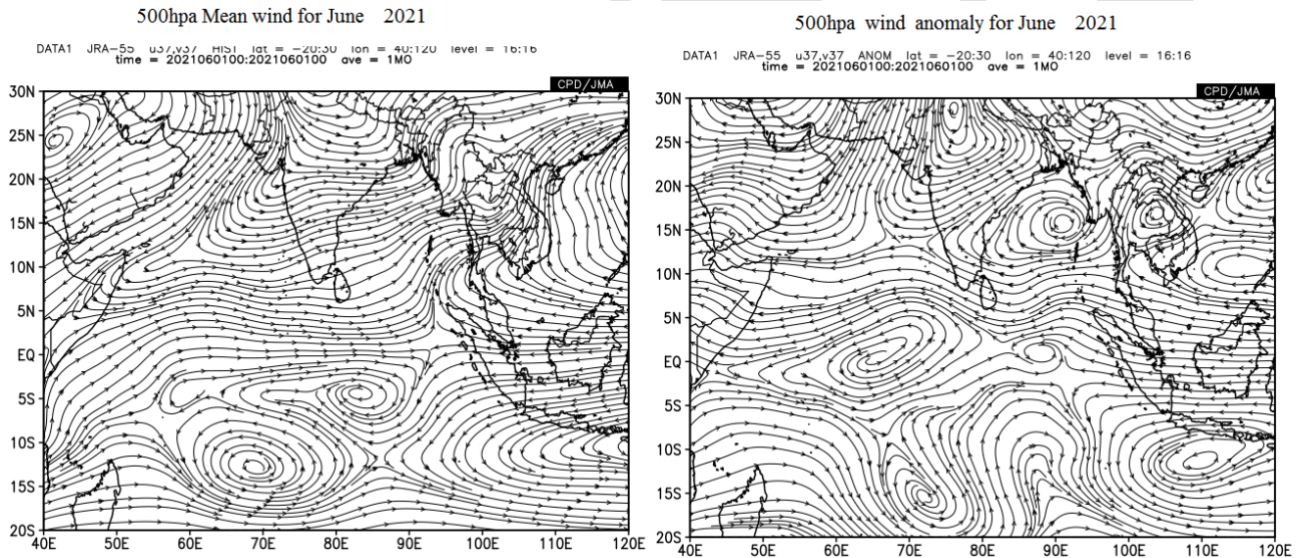 500hpa Mean wind for June 2021
DATA1 JRA-55 u37,v37 HIST lat = -20:30 lon = 40:120 level = 16:16
time = 2021060100:2021060100 ave = 1MO
CPD/JMA
30N
25N
20N
15N
10N
5N
EQ
5S
10S
15S
20S
40E 50E 60E 70E 80E 90E 100E 110E 120E
500hpa wind anomaly for June 2021
DATA1 JRA-55 u37,v37 ANOM lat = -20:30 lon = 40:120 level = 16:16
time = 2021060100:2021060100 ave = 1MO
CPD/JMA
30N
25N
20N
15N
10N
5N
EQ
5S
10S
15S
20S
40E 50E 60E 70E 80E 90E 100E 110E 120E